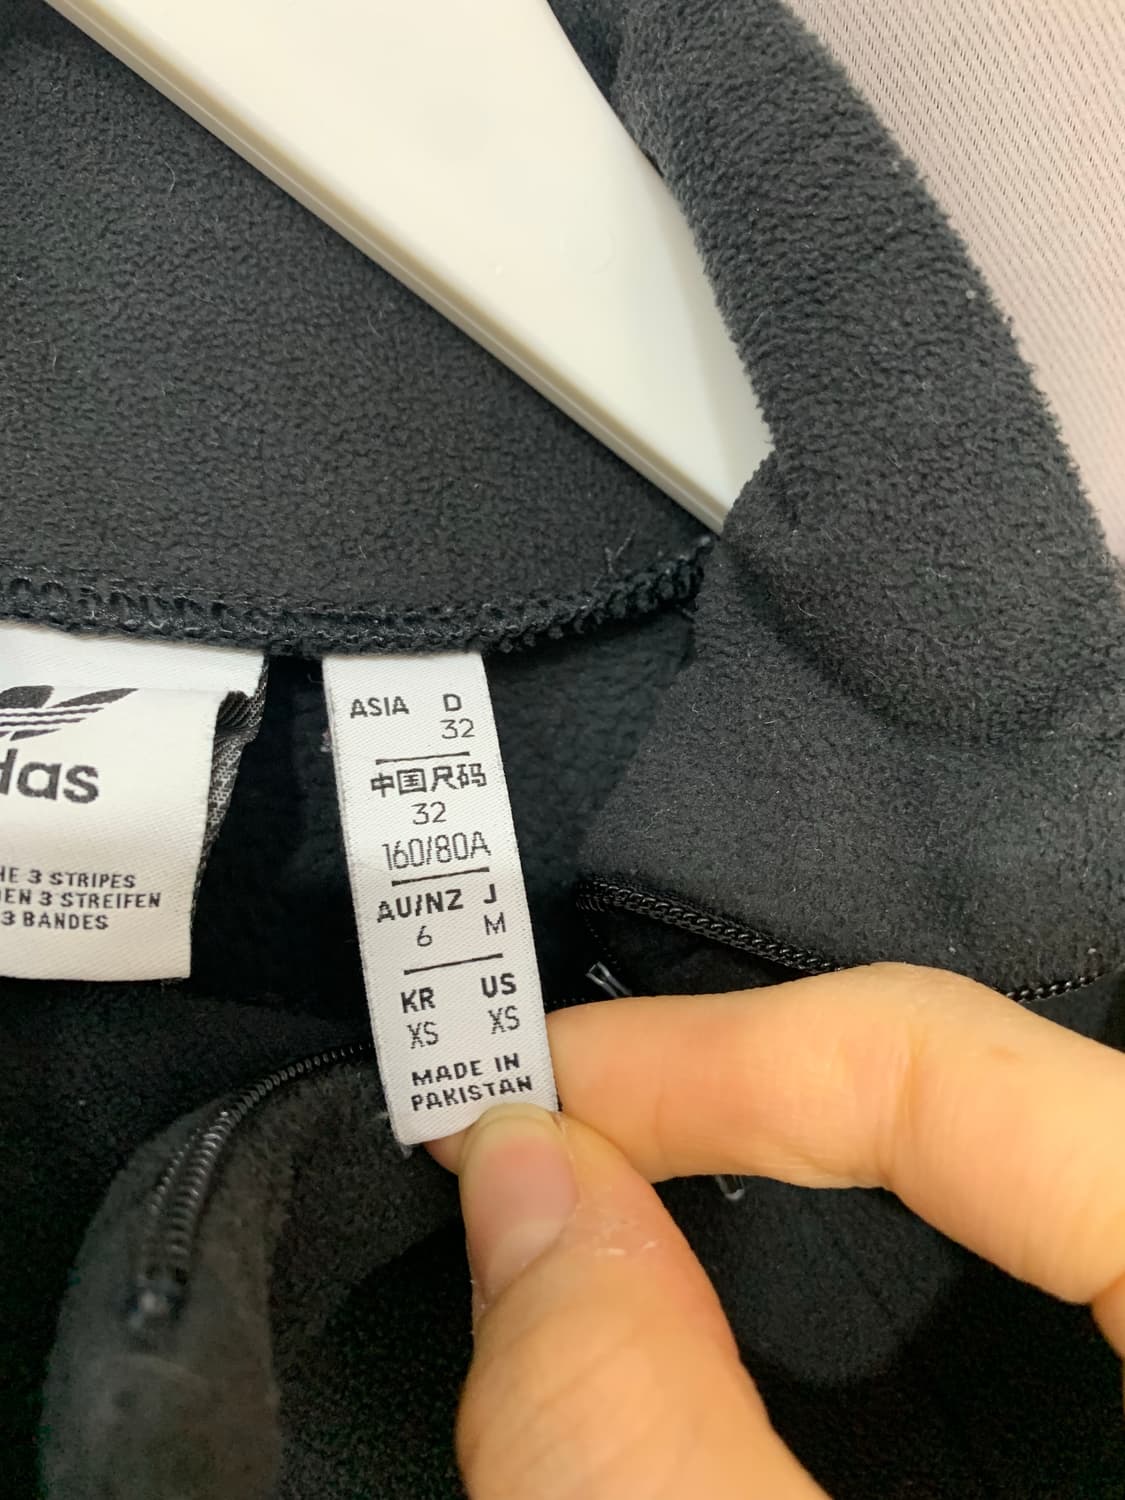 das
HE 3 STRIPES
EN 3 STREIFEN
3 BANDES
ASIA D
32
中国尺码
32
160/80A
AU/NZ J
6 M
KR US
XS XS
MADE IN
PAKISTAN